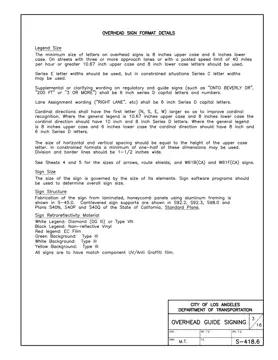 OVERHEAD SIGN FORMAT DETAILS
Legend Size
The minimum size of letters on overhead signs is 8 inches upper case and 6 inches lower
case. On streets with three or more approach lanes or with a posted speed limit of 40 miles
per hour or greater 10.67 inch upper case and 8 inch lower case letters should be used.
Series E letter widths should be used, but in constrained situations Series C letter widths
may be used.
Supplemental or clarifying wording on regulatory and guide signs (such as "ONTO BEVERLY DR",
"200 FT" or "3 OR MORE") shall be 6 inch series D capital letters and numbers.
Lane Assignment wording ("RIGHT LANE", etc) shall be 6 inch Series D capital letters.
Cardinal directions shall have the first letter (N, S, E, W) larger so as to improve cardinal
recognition. Where the general legend is 10.67 inches upper case and 8 inches lower case the
cardinal direction should have 10 inch and 8 inch Series D letters. Where the general legend
is 8 inches upper case and 6 inches lower case the cardinal direction should have 8 inch and
6 inch Series D letters.
The size of horizontal and vertical spacing should be equal to the height of the upper case
letter. In constrained formats a minimum of one-half of these dimensions may be used.
Division and border lines should be 1-1/2 inches wide.
See Sheets 4 and 5 for the sizes of arrows, route shields, and W61B(CA) and W61F(CA) signs.
Sign Size
The size of the sign is governed by the size of its elements. Sign software programs should
be used to determine overall sign size.
Sign Structure
Fabrication of the sign from laminated, honeycomb panels using aluminum framing is
shown in S-45.0. Cantilevered sign supports are shown in
Plans S40N, S40P and S40Q of the State of California, Standard Plans.
Sign Retroreflectivity Material
White Legend: Diamond (DG III) or Type VIII
Black Legend: Non-reflective Vinyl
Red legend: EC Film
Green Background: Type III
White Background: Type III
Yellow Background: Type III
All signs are to have match component UV/Anti Graffiti film.
CITY OF LOS ANGELES
DEPARTMENT OF TRANSPORTATION
OVERHEAD GUIDE SIGNING
3/16
M.T.
S-418.6